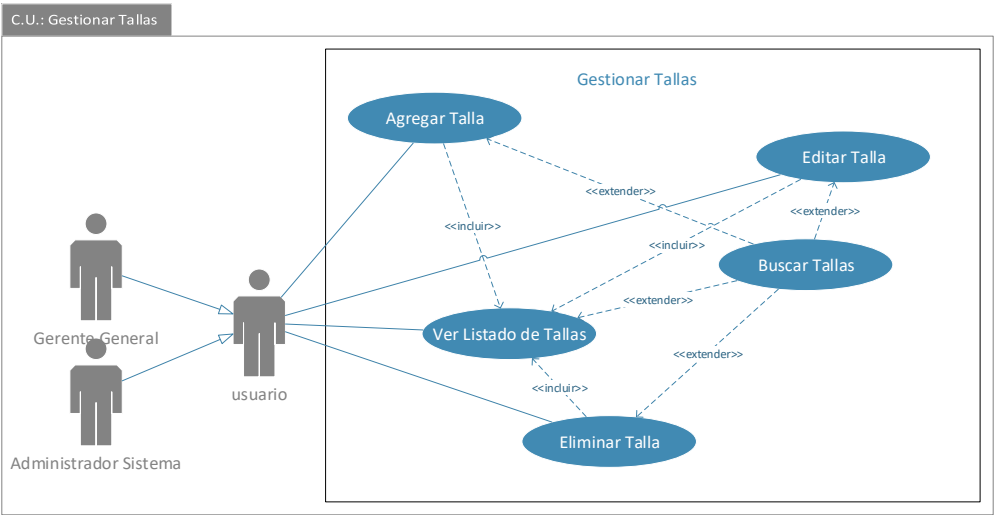 C.U.: Gestionar Tallas
Gestionar Tallas
Agregar Talla
Editar Talla
<<extender>>
<<extender>>
<<incluir>>
<<incluir>>
Buscar Tallas
<<extender>>
Gerente General
Ver Listado de Tallas
<<extender>>
usuario
<<incluir>>
Eliminar Talla
Administrador Sistema